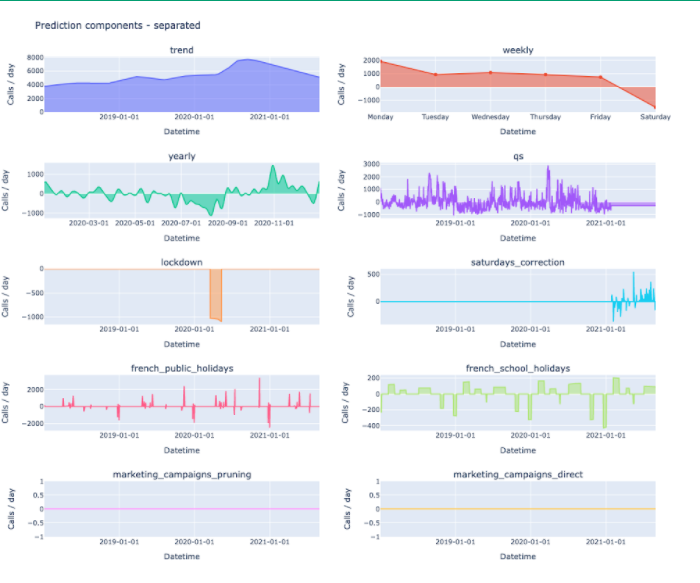 Prediction components - separated
trend
8000
6000
4000
2000
0
Calls / day
2019-01-01 2020-01-01 2021-01-01
Datetime
weekly
2000
1000
0
−1000
Calls / day
Monday Tuesday Wednesday Thursday Friday Saturday
Datetime
yearly
1000
0
−1000
Calls / day
2020-03-01 2020-05-01 2020-07-01 2020-09-01 2020-11-01
Datetime
qs
3000
2000
1000
0
−1000
Calls / day
2019-01-01 2020-01-01 2021-01-01
Datetime
lockdown
0
−500
−1000
Calls / day
2019-01-01 2020-01-01 2021-01-01
Datetime
saturdays_correction
500
0
Calls / day
2019-01-01 2020-01-01 2021-01-01
Datetime
french_public_holidays
2000
0
−2000
Calls / day
2019-01-01 2020-01-01 2021-01-01
Datetime
french_school_holidays
200
0
−200
−400
Calls / day
2019-01-01 2020-01-01 2021-01-01
Datetime
marketing_campaigns_pruning
1
0.5
0
−0.5
−1
Calls / day
2019-01-01 2020-01-01 2021-01-01
Datetime
marketing_campaigns_direct
1
0.5
0
−0.5
−1
Calls / day
2019-01-01 2020-01-01 2021-01-01
Datetime